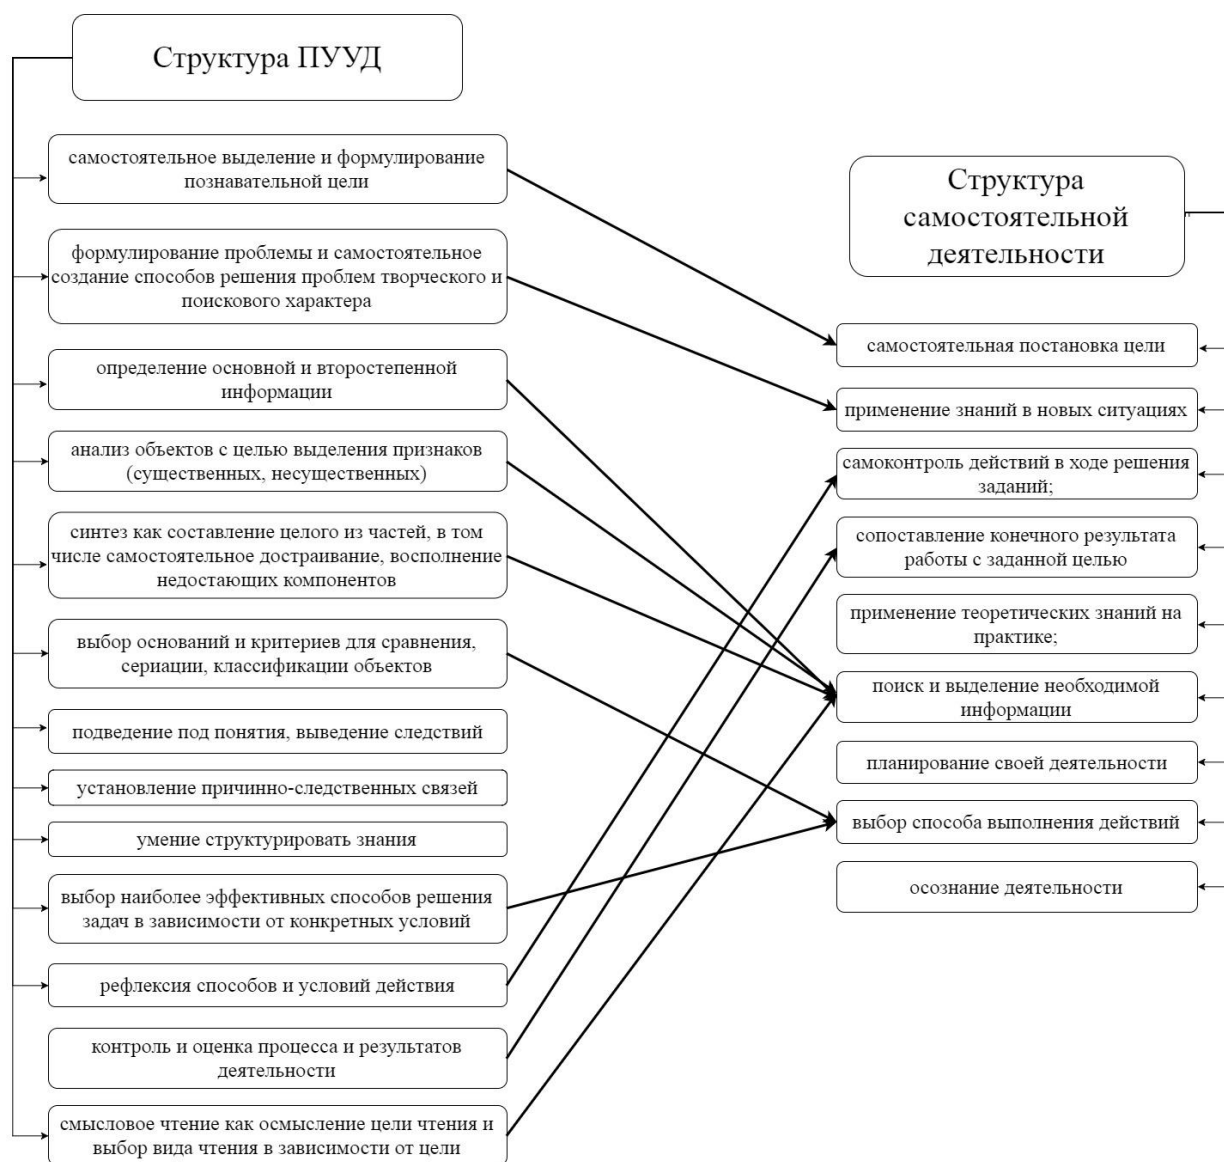 Структура ПУУД
самостоятельное выделение и формулирование
познавательной цели
формулирование проблемы и самостоятельное
создание способов решения проблем творческого и
поискового характера
определение основной и второстепенной
информации
анализ объектов с целью выделения признаков
(существенных, несущественных)
синтез как составление целого из частей, в том
числе самостоятельное достраивание, восполнение
недостающих компонентов
выбор оснований и критериев для сравнения,
сериации, классификации объектов
подведение под понятия, выведение следствий
установление причинно-следственных связей
умение структурировать знания
выбор наиболее эффективных способов решения
задач в зависимости от конкретных условий
рефлексия способов и условий действия
контроль и оценка процесса и результатов
деятельности
смысловое чтение как осмысление цели чтения и
выбор вида чтения в зависимости от цели
Структура
самостоятельной
деятельности
самостоятельная постановка цели
применение знаний в новых ситуациях
самоконтроль действий в ходе решения
заданий;
сопоставление конечного результата
работы с заданной целью
применение теоретических знаний на
практике;
поиск и выделение необходимой
информации
планирование своей деятельности
выбор способа выполнения действий
осознание деятельности